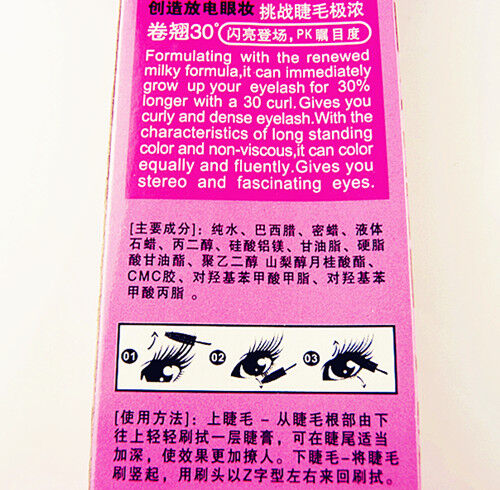 创造放电眼妆 挑战睫毛极浓
卷翘30° 闪亮登场，PK瞩目度
Formulating with the renewed
milky formula,it can immediately
grow up your eyelash for 30%
longer with a 30 curl.Gives you
curly and dense eyelash.With the
characteristics of long standing
color and non-viscous,it can color
equally and fluently.Gives you
stereo and fascinating eyes.
[主要成分]：纯水、巴西腊、密蜡、液体
石蜡、丙二醇、硅酸铝镁、甘油脂、硬脂
酸甘油酯、聚乙二醇 山梨醇月桂酸酯、
CMC胶、对羟基苯甲酸甲脂、对羟基苯
甲酸丙脂 。
01 02 03
[使用方法]：上睫毛－从睫毛根部由下
往上轻轻刷拭一层睫膏，可在睫尾适当
加深，使效果更加撩人。下睫毛-将睫毛
刷竖起，用刷头以Z字型左右来回刷拭。